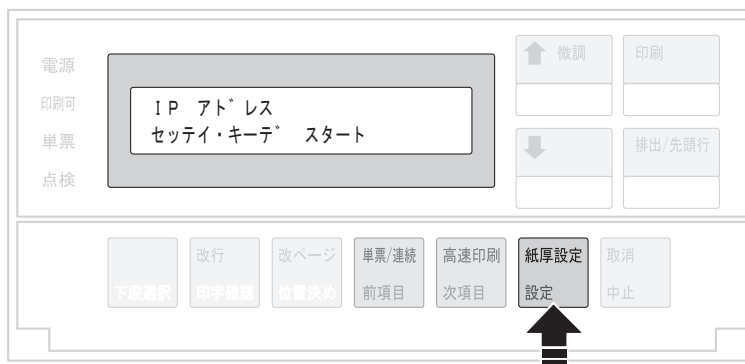 電源
印刷可
単票
点検
IP アドレス
セッテイ・キーデ スタート
微調
印刷
排出/先頭行
下段選択
改行
印字確認
改ページ
位置決め
単票/連続
前項目
高速印刷
次項目
紙厚設定
設定
取消
中止